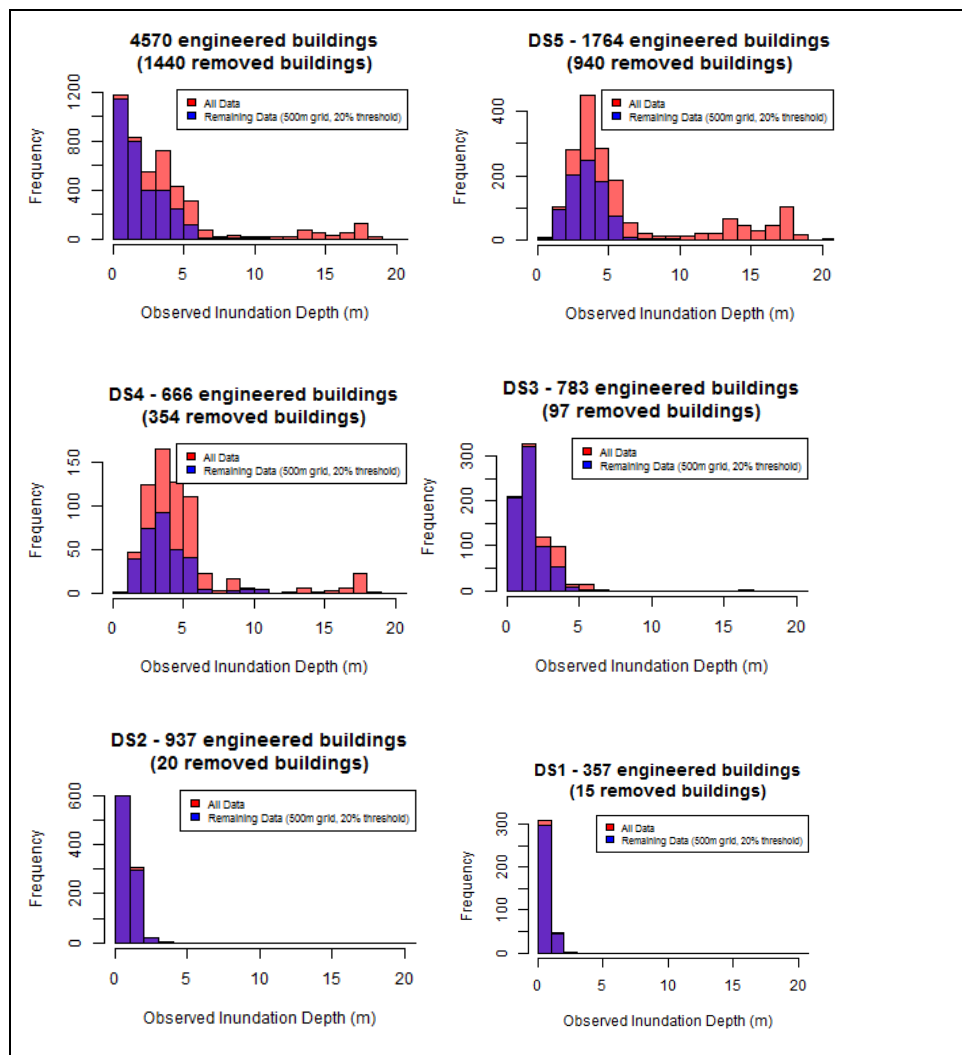 4570 engineered buildings
(1440 removed buildings)
All Data
Remaining Data (500m grid, 20% threshold)
Frequency
0 400 800 1200
0 5 10 15 20
Observed Inundation Depth (m)
DS5 - 1764 engineered buildings
(940 removed buildings)
All Data
Remaining Data (500m grid, 20% threshold)
Frequency
0 200 400
0 5 10 15 20
Observed Inundation Depth (m)
DS4 - 666 engineered buildings
(354 removed buildings)
All Data
Remaining Data (500m grid, 20% threshold)
Frequency
0 50 100 150
0 5 10 15 20
Observed Inundation Depth (m)
DS3 - 783 engineered buildings
(97 removed buildings)
All Data
Remaining Data (500m grid, 20% threshold)
Frequency
0 100 200 300
0 5 10 15 20
Observed Inundation Depth (m)
DS2 - 937 engineered buildings
(20 removed buildings)
All Data
Remaining Data (500m grid, 20% threshold)
Frequency
0 200 400 600
0 5 10 15 20
Observed Inundation Depth (m)
DS1 - 357 engineered buildings
(15 removed buildings)
All Data
Remaining Data (500m grid, 20% threshold)
Frequency
0 100 200 300
0 5 10 15 20
Observed Inundation Depth (m)